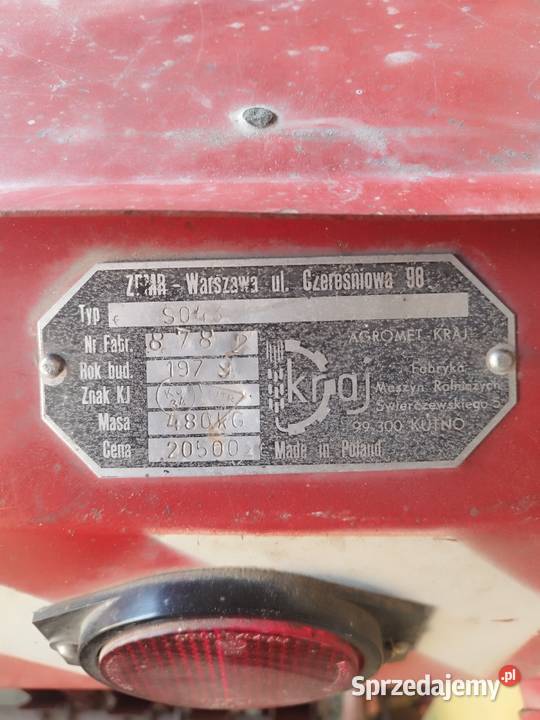 ZFMR - Warszawa ul. Czereśniowa 98
Typ S043
Nr Fabr. 8782
Rok bud. 197
Znak KJ
Masa 480KG
Cena 20500
kraj
Made in Poland
AGROMET-KRAJ
Fabryka
Maszyn Rolniczych
Świerczewskiego 5
99-300 KUTNO
Sprzedajemy.pl